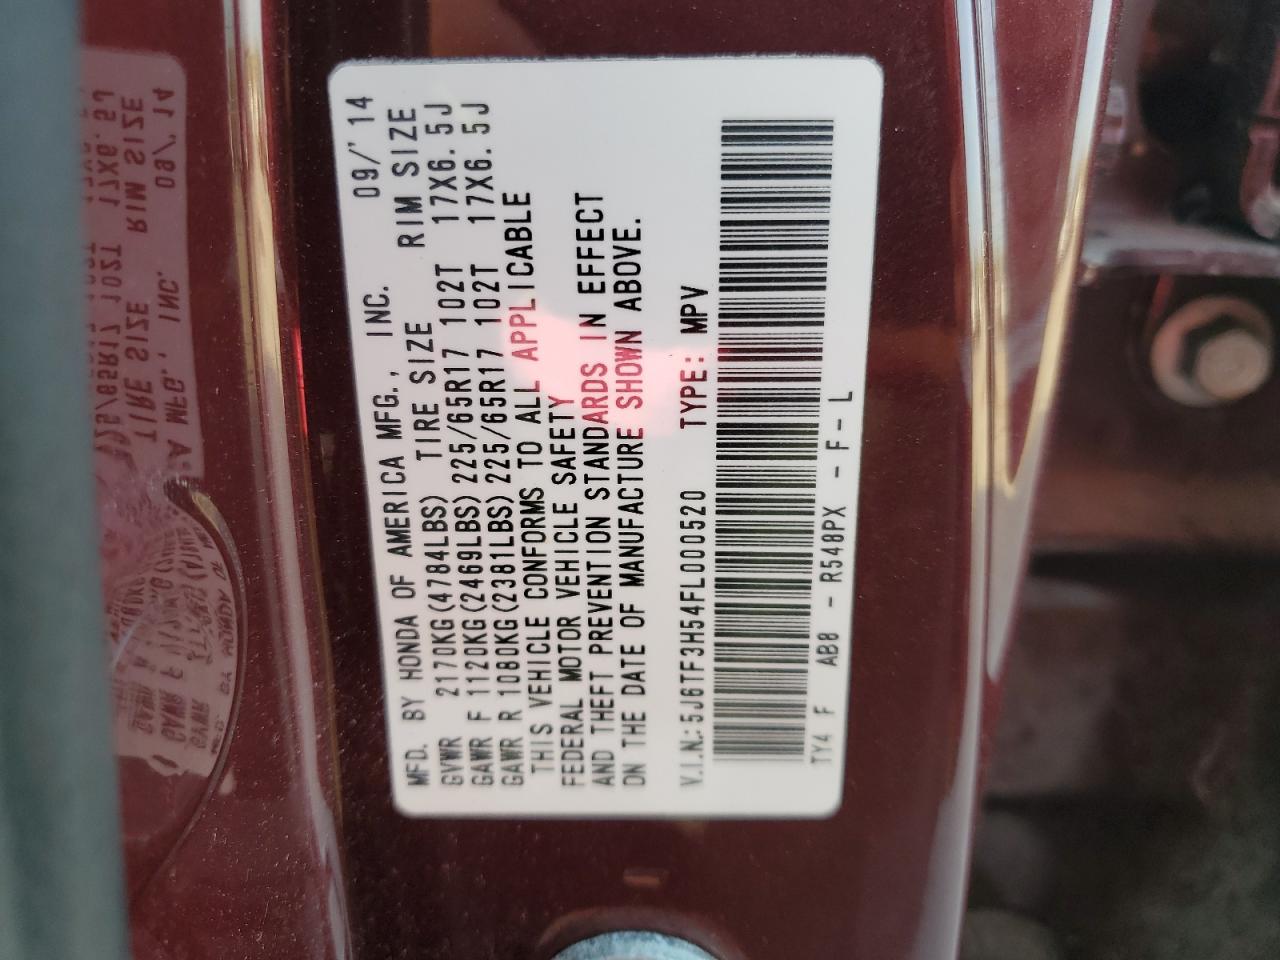 MFD. BY HONDA OF AMERICA MFG., INC. 09/'14
GVWR 2170KG(4784LBS) TIRE SIZE RIM SIZE
GAWR F 1120KG(2469LBS) 225/65R17 102T 17X6.5J
GAWR R 1080KG(2381LBS) 225/65R17 102T 17X6.5J
THIS VEHICLE CONFORMS TO ALL APPLICABLE
FEDERAL MOTOR VEHICLE SAFETY
AND THEFT PREVENTION STANDARDS IN EFFECT
ON THE DATE OF MANUFACTURE SHOWN ABOVE.
V.I.N.: 5J6TF3H54FL000520 TYPE: MPV
TY4 F AB8 - R548PX - F - L